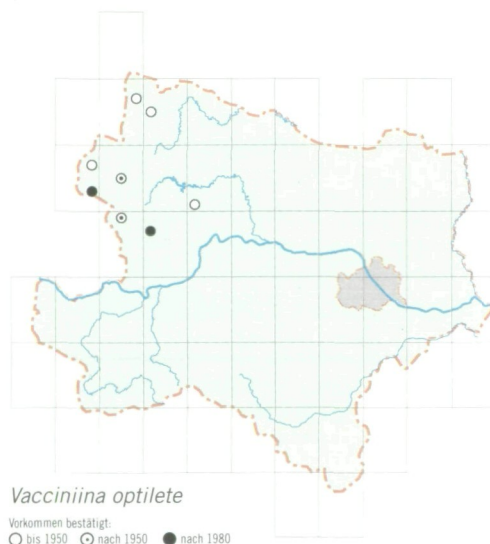 Vacciniina optilete
Vorkommen bestätigt:
bis 1950 nach 1950 nach 1980